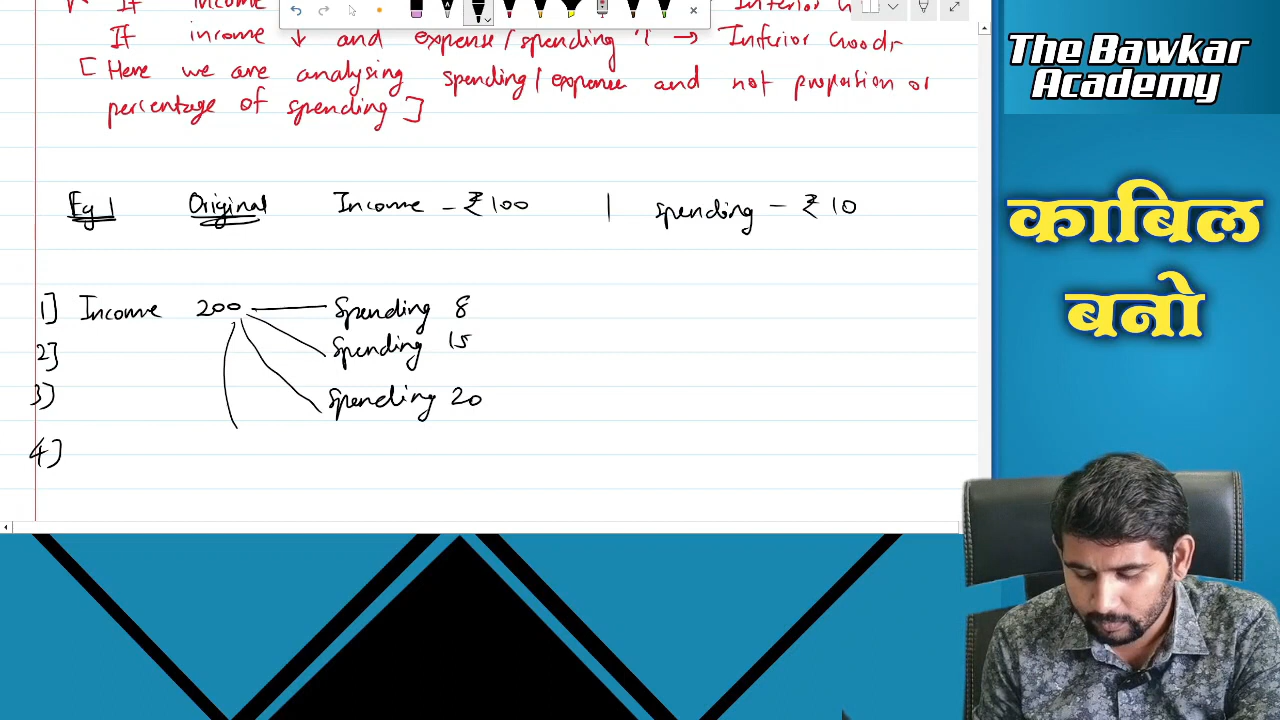 If income
If income ↓ and expense/spending ↑ → Inferior Goods
[Here we are analysing spending/expense and not proportion or
percentage of spending]
Eg 1 Original Income - ₹100 | spending - ₹10
1] Income 200 Spending 8
2] Spending 15
3) Spending 20
4]
The Bawkar
Academy
काबिल
बनो